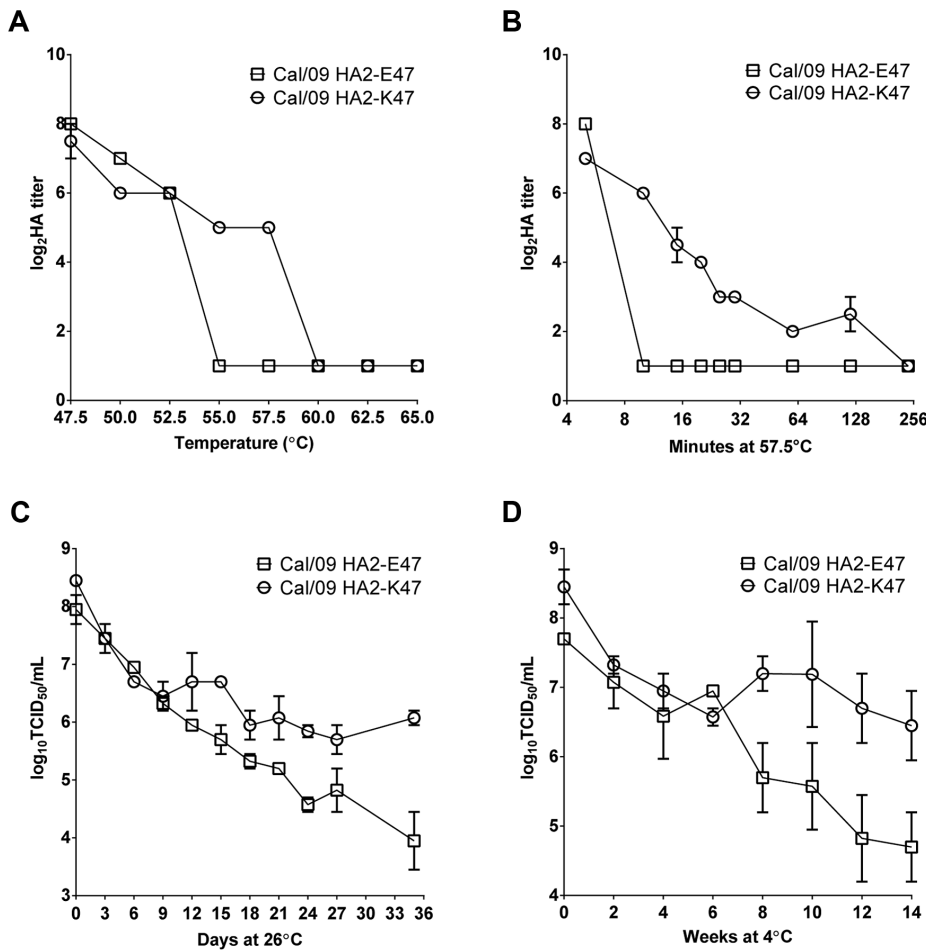 A
log₂HA titer
10
8
6
4
2
0
Cal/09 HA2-E47
Cal/09 HA2-K47
47.5 50.0 52.5 55.0 57.5 60.0 62.5 65.0
Temperature (°C)
B
log₂HA titer
10
8
6
4
2
0
Cal/09 HA2-E47
Cal/09 HA2-K47
4 8 16 32 64 128 256
Minutes at 57.5°C
C
log₁₀TCID₅₀/mL
9
8
7
6
5
4
3
Cal/09 HA2-E47
Cal/09 HA2-K47
0 3 6 9 12 15 18 21 24 27 30 33 36
Days at 26°C
D
log₁₀TCID₅₀/mL
9
8
7
6
5
4
Cal/09 HA2-E47
Cal/09 HA2-K47
0 2 4 6 8 10 12 14
Weeks at 4°C